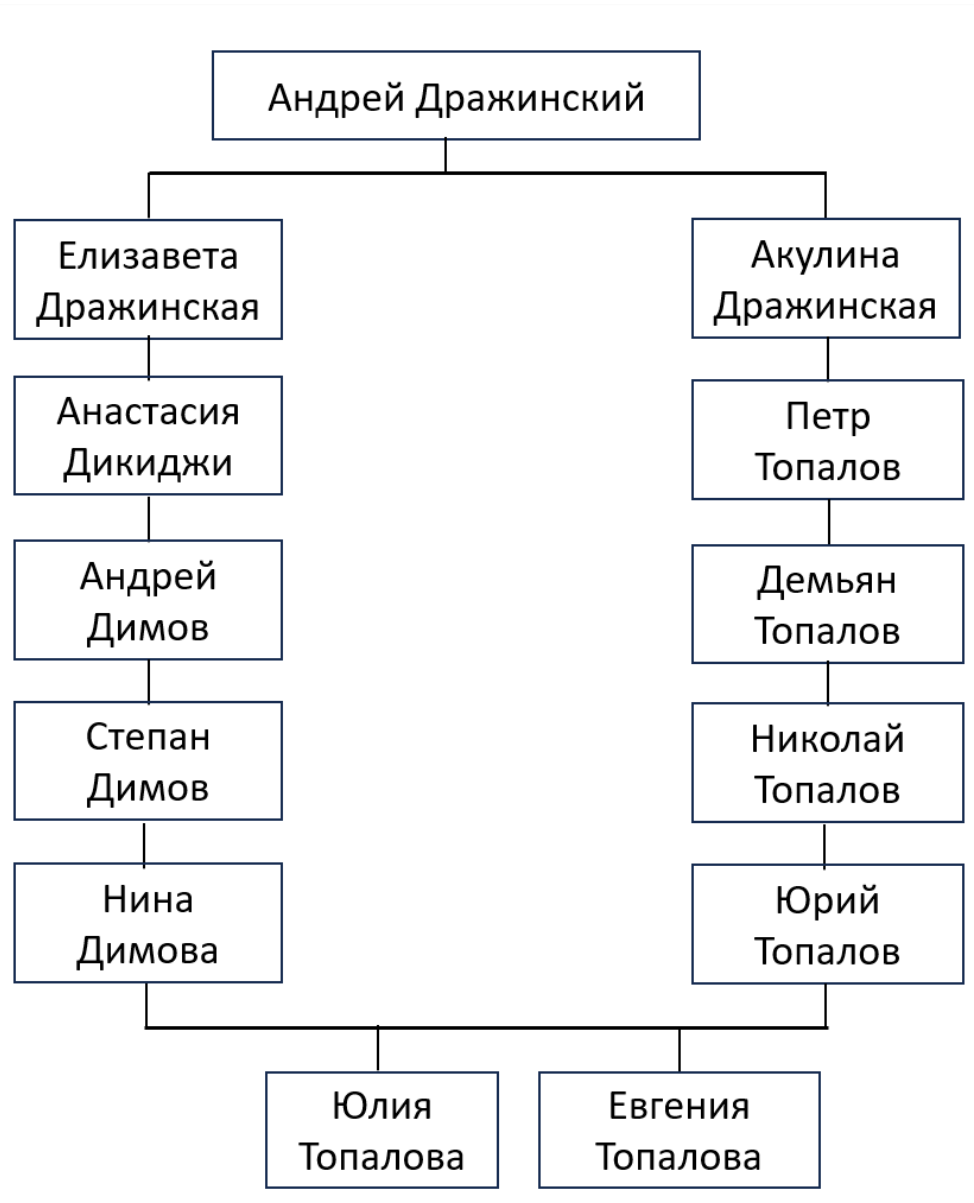 Андрей Дражинский
Елизавета
Дражинская
Акулина
Дражинская
Анастасия
Дикиджи
Петр
Топалов
Андрей
Димов
Демьян
Топалов
Степан
Димов
Николай
Топалов
Нина
Димова
Юрий
Топалов
Юлия
Топалова
Евгения
Топалова